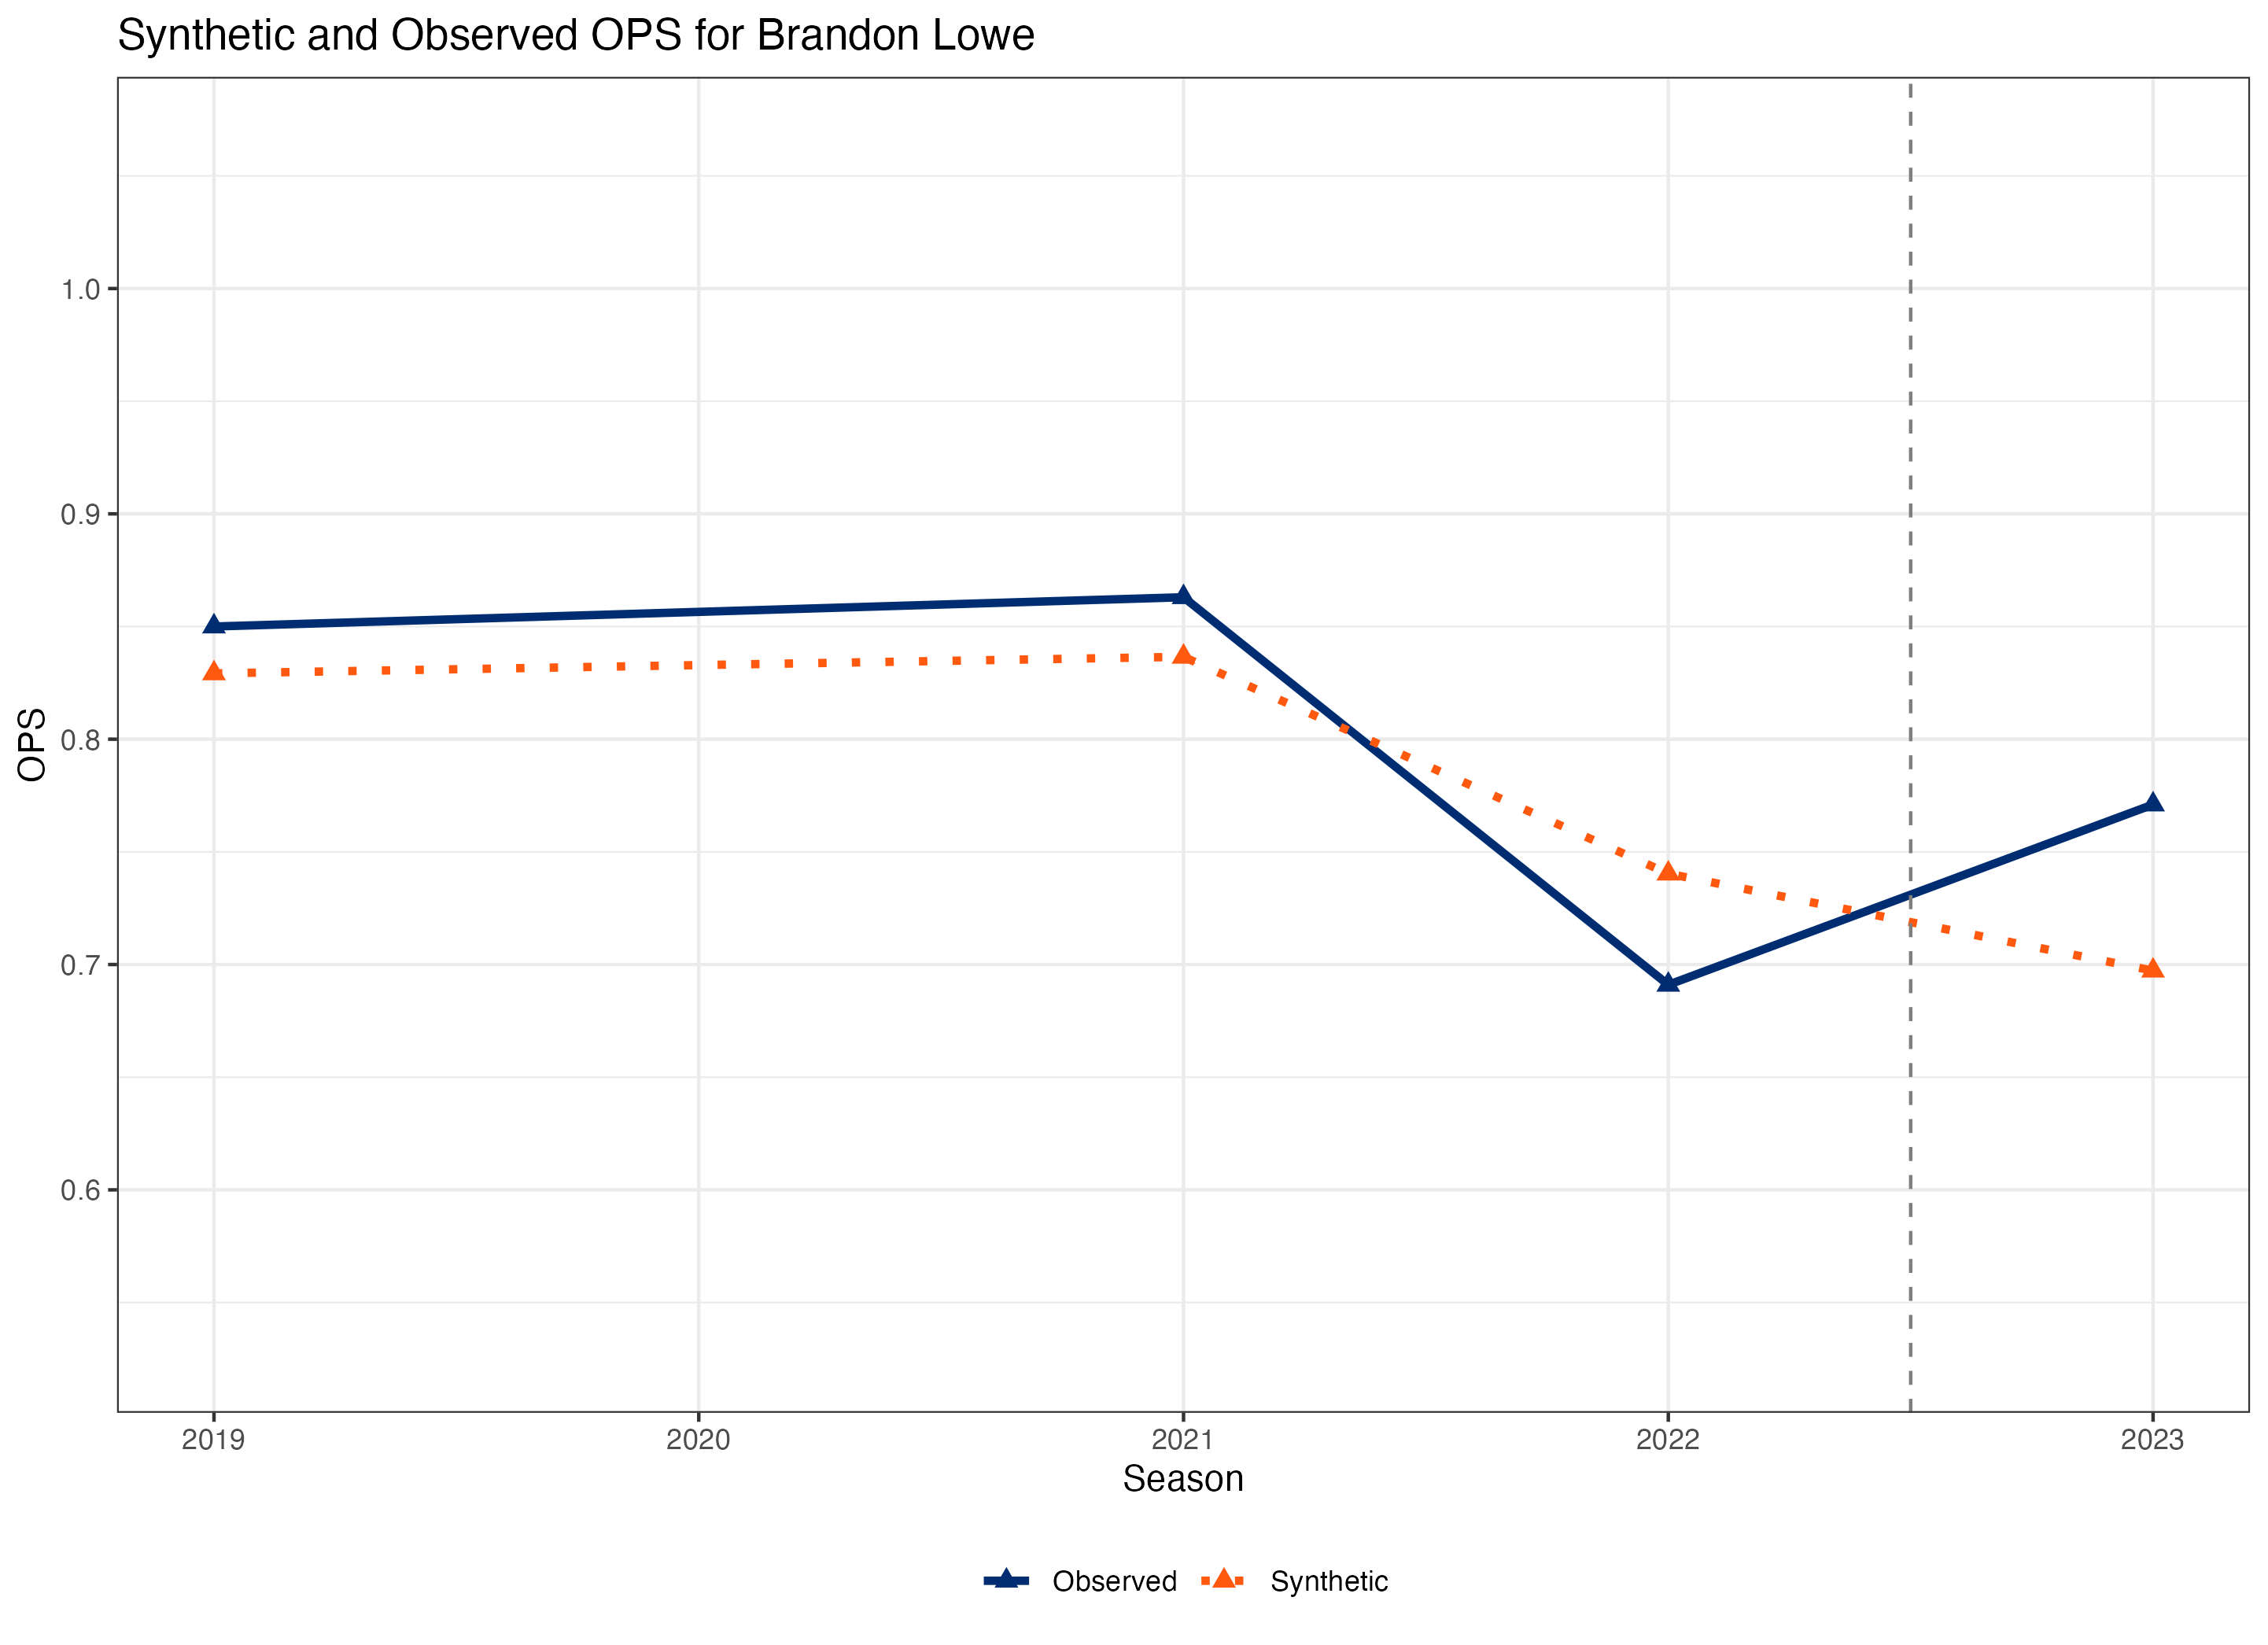 Synthetic and Observed OPS for Brandon Lowe
OPS
1.0
0.9
0.8
0.7
0.6
2019 2020 2021 2022 2023
Season
Observed Synthetic